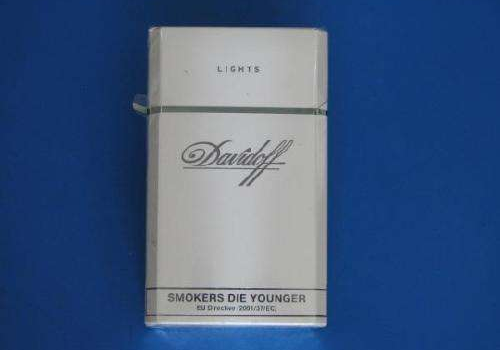 LIGHTS
Davidoff
SMOKERS DIE YOUNGER
EU Directive 2001/37/EC